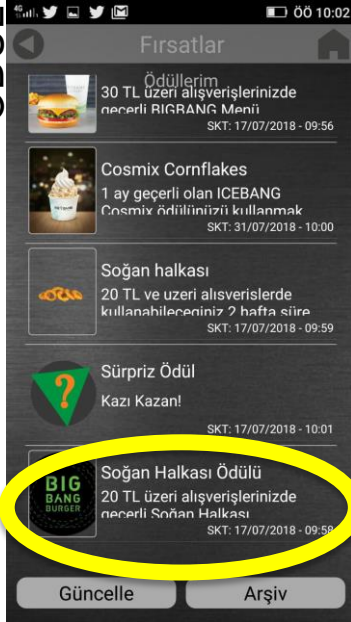 4G
ÖÖ 10:02
Fırsatlar
Ödüllerim
30 TL üzeri alışverişlerinizde
geçerli BIGBANG Menü
SKT: 17/07/2018 - 09:56
Cosmix Cornflakes
1 ay geçerli olan ICEBANG
Cosmix ödülünüzü kullanmak
SKT: 31/07/2018 - 10:00
Soğan halkası
20 TL ve uzeri alısverislerde
kullanabileceginiz 2 hafta süre
SKT: 17/07/2018 - 09:59
Sürpriz Ödül
Kazı Kazan!
SKT: 17/07/2018 - 10:01
BIG
BANG
BURGER
Soğan Halkası Ödülü
20 TL üzeri alışverişlerinizde
geçerli Soğan Halkası
SKT: 17/07/2018 - 09:58
Güncelle
Arşiv